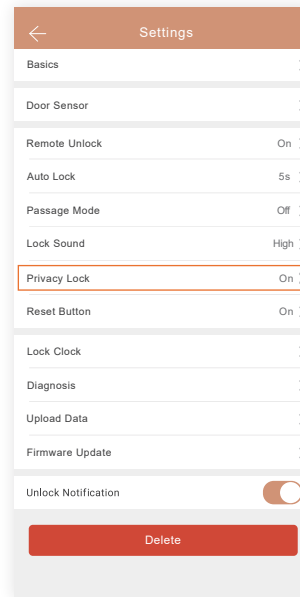 Settings
Basics
Door Sensor
Remote Unlock On
Auto Lock 5s
Passage Mode Off
Lock Sound High
Privacy Lock On
Reset Button On
Lock Clock
Diagnosis
Upload Data
Firmware Update
Unlock Notification
Delete